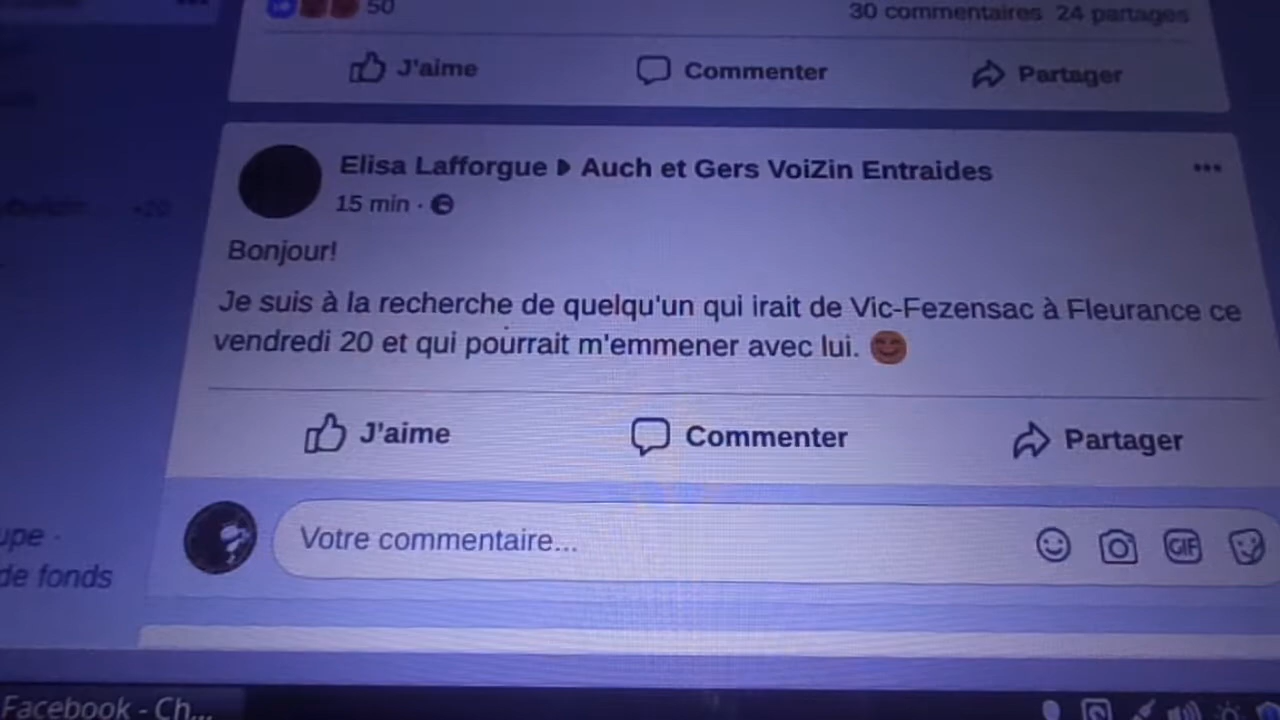 50
30 commentaires 24 partages
J'aime Commenter Partager
Elisa Lafforgue Auch et Gers VoiZin Entraides
15 min ·
Bonjour!
Je suis à la recherche de quelqu'un qui irait de Vic-Fezensac à Fleurance ce
vendredi 20 et qui pourrait m'emmener avec lui.
J'aime Commenter Partager
Votre commentaire... GIF
upe ·
de fonds
Facebook - Ch...